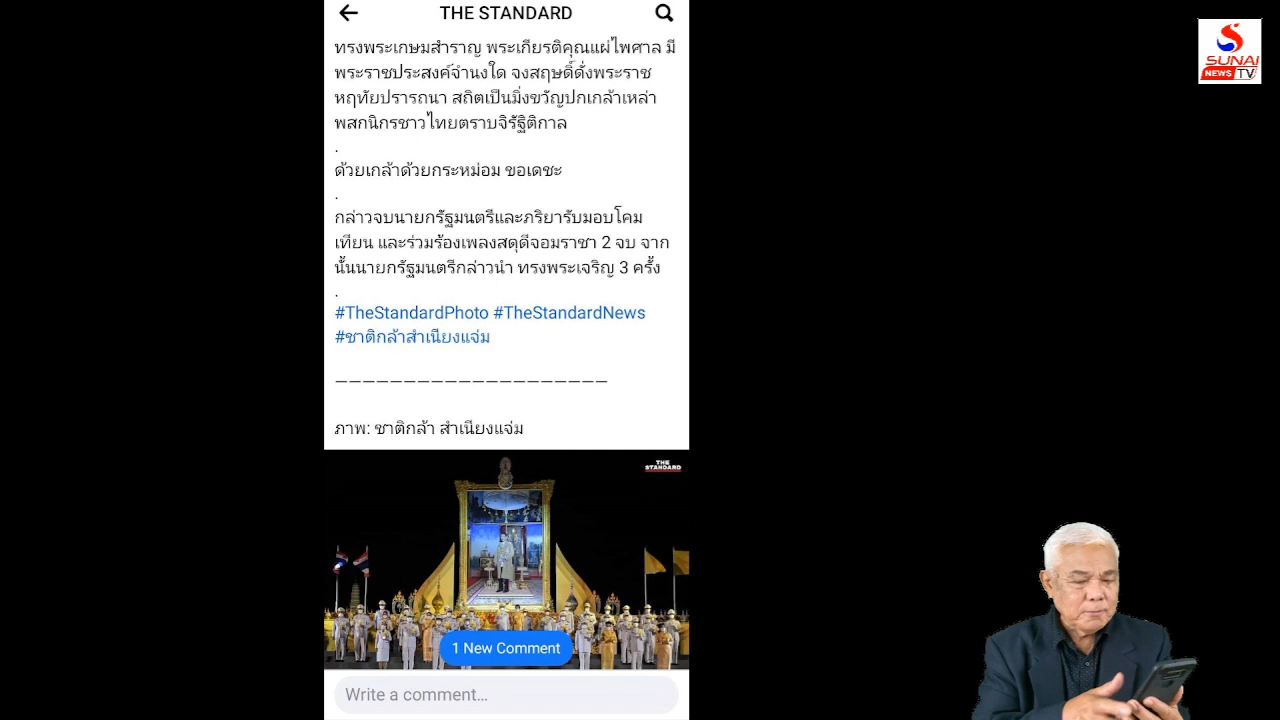 THE STANDARD
SUNAI
NEWS TV
ทรงพระเกษมสำราญ พระเกียรติคุณแผ่ไพศาล มี
พระราชประสงค์จำนงใด จงสฤษดิ์ดั่งพระราช
หฤทัยปรารถนา สถิตเป็นมิ่งขวัญปกเกล้าเหล่า
พสกนิกรชาวไทยตราบจิรัฐิติกาล
.
ด้วยเกล้าด้วยกระหม่อม ขอเดชะ
.
กล่าวจบนายกรัฐมนตรีและภริยารับมอบโคม
เทียน และร่วมร้องเพลงสดุดีจอมราชา 2 จบ จาก
นั้นนายกรัฐมนตรีกล่าวนำ ทรงพระเจริญ 3 ครั้ง
.
#TheStandardPhoto #TheStandardNews
#ชาติกล้าสำเนียงแจ่ม
————————————————————
ภาพ: ชาติกล้า สำเนียงแจ่ม
THE
STANDARD
1 New Comment
Write a comment...